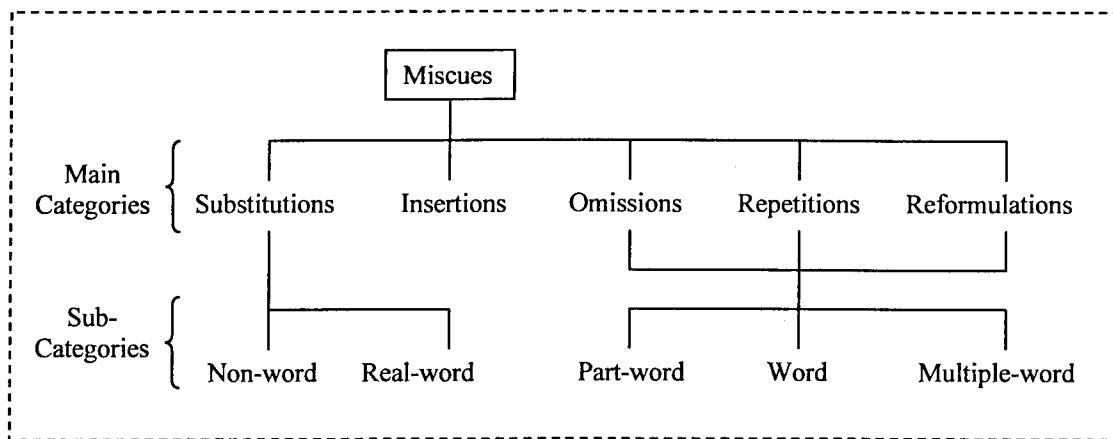 Miscues
Main
Categories
Substitutions Insertions Omissions Repetitions Reformulations
Sub-
Categories
Non-word Real-word Part-word Word Multiple-word